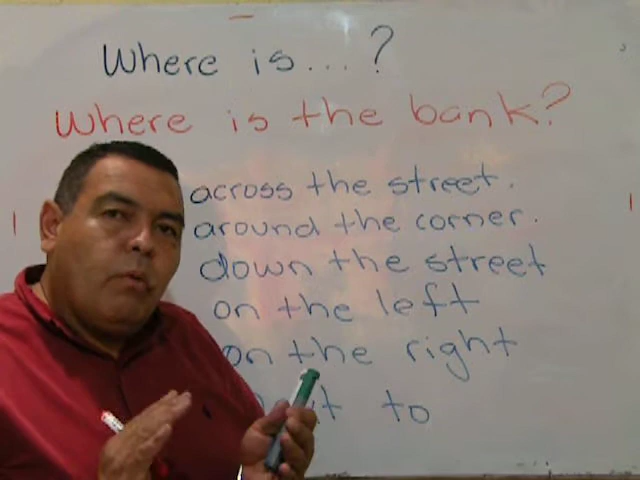 Where is...?
Where is the bank?
across the street.
around the corner.
down the street
on the left
on the right
to